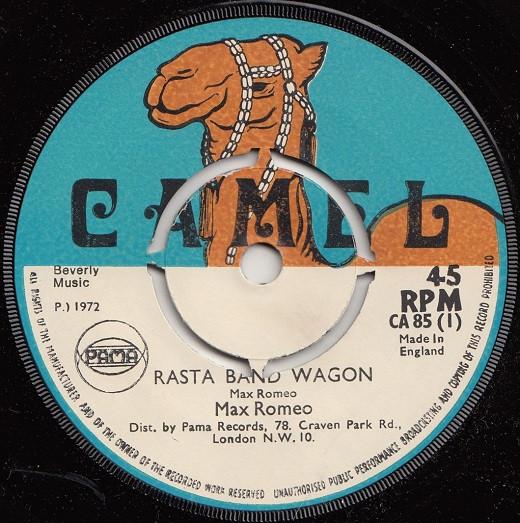 CAMEL
Beverly
Music
P.) 1972
PAMA
45
RPM
CA 85 (1)
Made in
England
RASTA BAND WAGON
Max Romeo
Max Romeo
Dist. by Pama Records, 78. Craven Park Rd.,
London N.W. 10.
ALL RIGHTS OF THE MANUFACTURER AND OF THE OWNER OF THE RECORDED WORK RESERVED UNAUTHORISED PUBLIC PERFORMANCE BROADCASTING AND COPYING OF THIS RECORD PROHIBITED